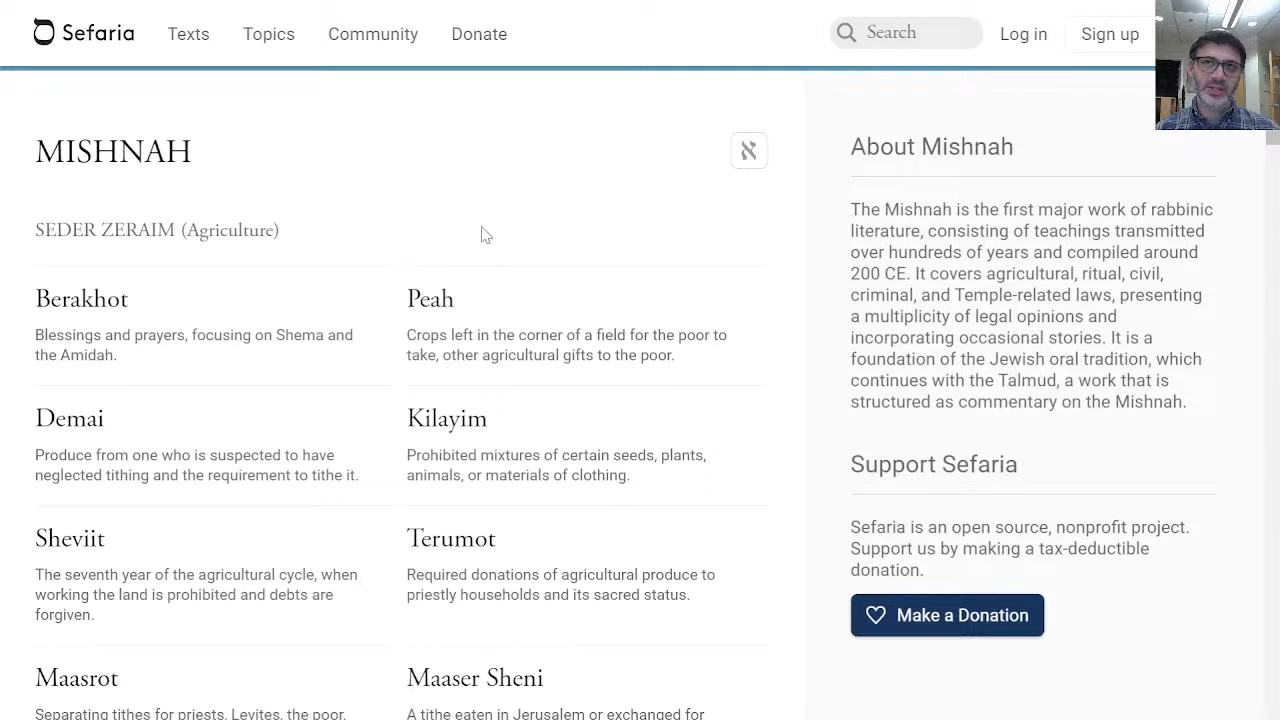 Sefaria Texts Topics Community Donate Search Log in Sign up
MISHNAH
א
SEDER ZERAIM (Agriculture)
Berakhot
Blessings and prayers, focusing on Shema and
the Amidah.
Peah
Crops left in the corner of a field for the poor to
take, other agricultural gifts to the poor.
Demai
Produce from one who is suspected to have
neglected tithing and the requirement to tithe it.
Kilayim
Prohibited mixtures of certain seeds, plants,
animals, or materials of clothing.
Sheviit
The seventh year of the agricultural cycle, when
working the land is prohibited and debts are
forgiven.
Terumot
Required donations of agricultural produce to
priestly households and its sacred status.
Maasrot
Separating tithes for priests, Levites, the poor,
Maaser Sheni
A tithe eaten in Jerusalem or exchanged for
About Mishnah
The Mishnah is the first major work of rabbinic
literature, consisting of teachings transmitted
over hundreds of years and compiled around
200 CE. It covers agricultural, ritual, civil,
criminal, and Temple-related laws, presenting
a multiplicity of legal opinions and
incorporating occasional stories. It is a
foundation of the Jewish oral tradition, which
continues with the Talmud, a work that is
structured as commentary on the Mishnah.
Support Sefaria
Sefaria is an open source, nonprofit project.
Support us by making a tax-deductible
donation.
Make a Donation